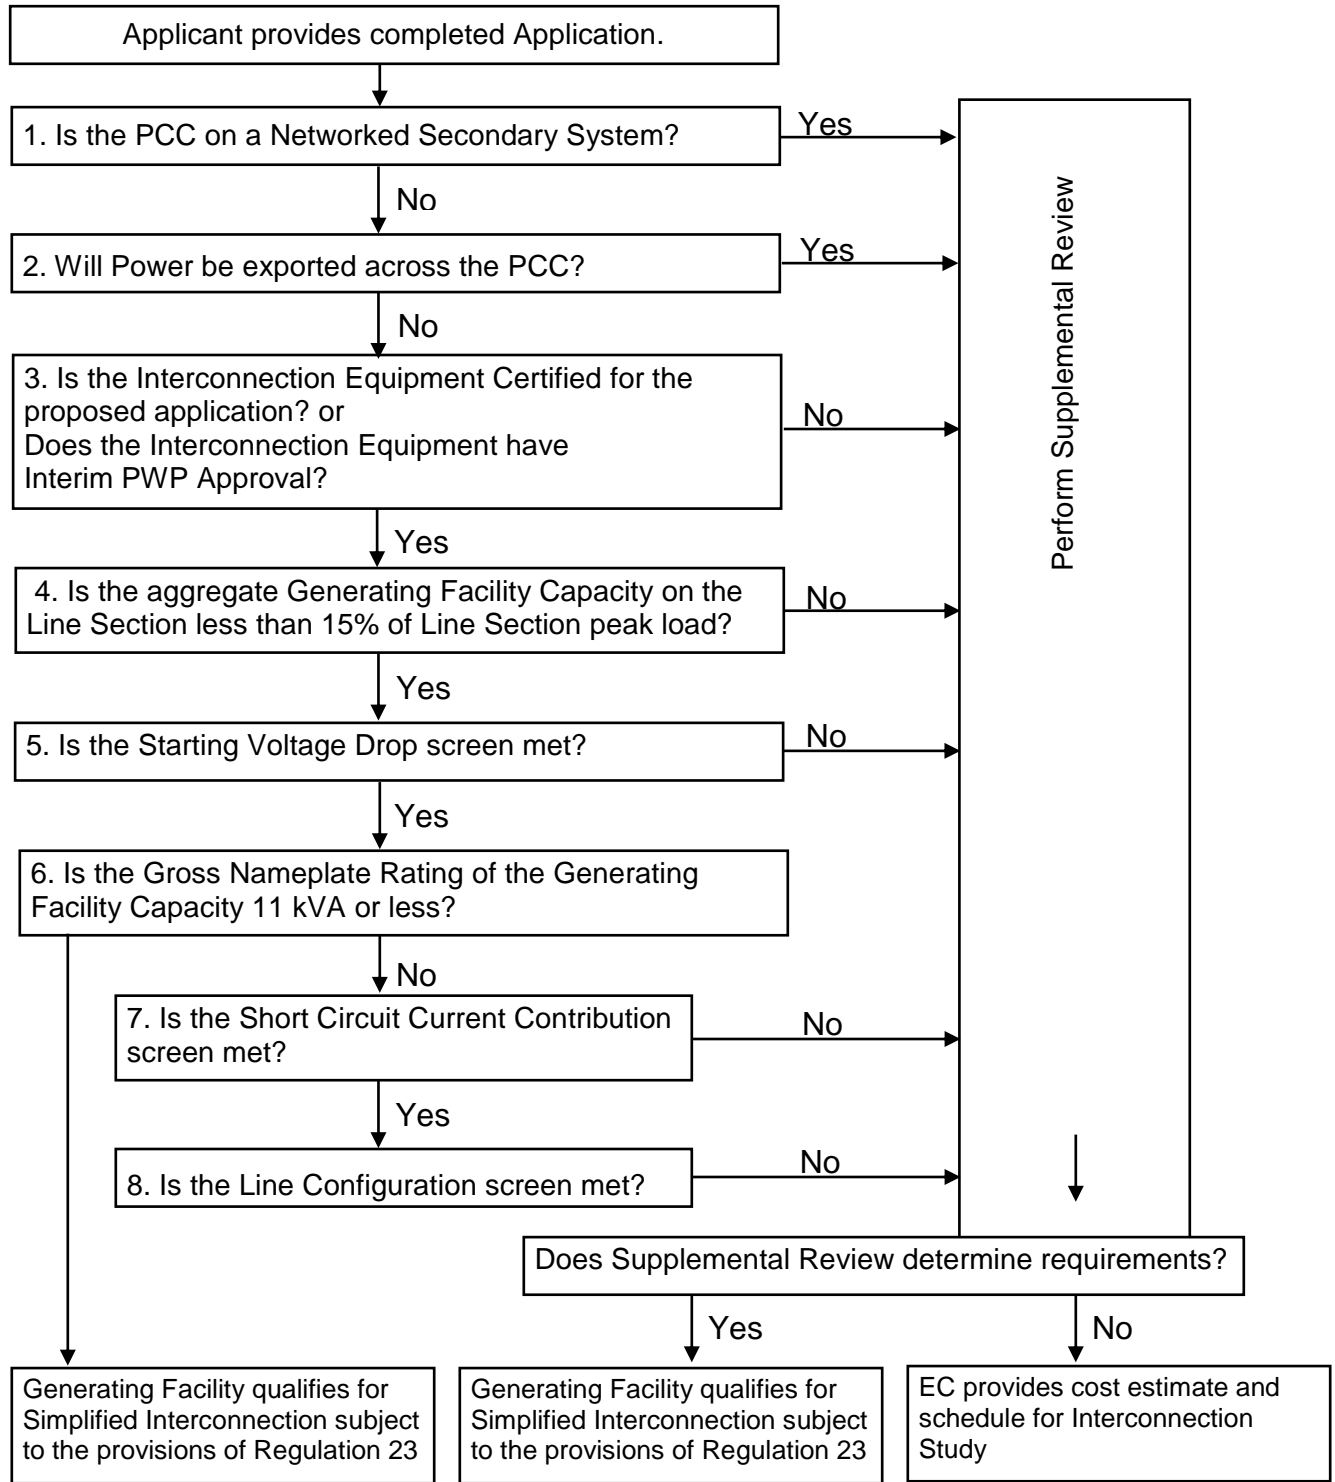 Applicant provides completed Application.
1. Is the PCC on a Networked Secondary System?
Yes
No
2. Will Power be exported across the PCC?
Yes
No
3. Is the Interconnection Equipment Certified for the
proposed application? or
Does the Interconnection Equipment have
Interim PWP Approval?
No
Yes
4. Is the aggregate Generating Facility Capacity on the
Line Section less than 15% of Line Section peak load?
No
Yes
5. Is the Starting Voltage Drop screen met?
No
Yes
6. Is the Gross Nameplate Rating of the Generating
Facility Capacity 11 kVA or less?
No
7. Is the Short Circuit Current Contribution
screen met?
No
Yes
8. Is the Line Configuration screen met?
No
Perform Supplemental Review
Does Supplemental Review determine requirements?
Yes
No
Generating Facility qualifies for
Simplified Interconnection subject
to the provisions of Regulation 23
Generating Facility qualifies for
Simplified Interconnection subject
to the provisions of Regulation 23
EC provides cost estimate and
schedule for Interconnection
Study